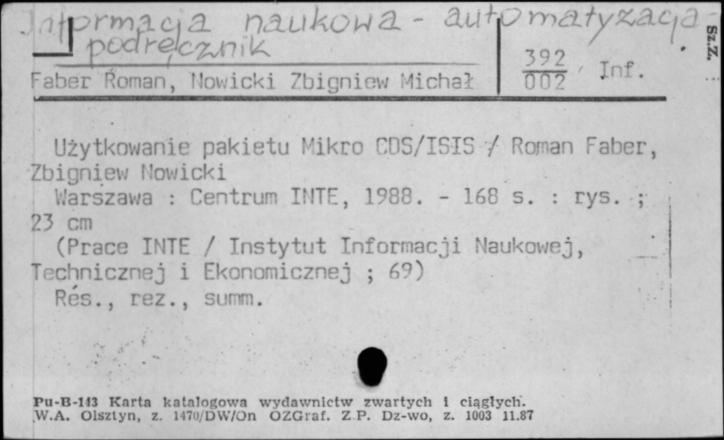 Informacja naukowa - automatyzacja -
podręcznik
Sz.Z.
Faber Roman, Nowicki Zbigniew Michał
392
002
Inf.
Użytkowanie pakietu Mikro CDS/ISIS / Roman Faber,
Zbigniew Nowicki
Warszawa : Centrum INTE, 1988. - 168 s. : rys. ;
23 cm
(Prace INTE / Instytut Informacji Naukowej,
Technicznej i Ekonomicznej ; 69)
Rés., rez., summ.
Pu-B-143 Karta katalogowa wydawnictw zwartych i ciągłych.
W.A. Olsztyn, z. 1470/DW/On OZGraf. Z.P. Dz-wo, z. 1003 11.87